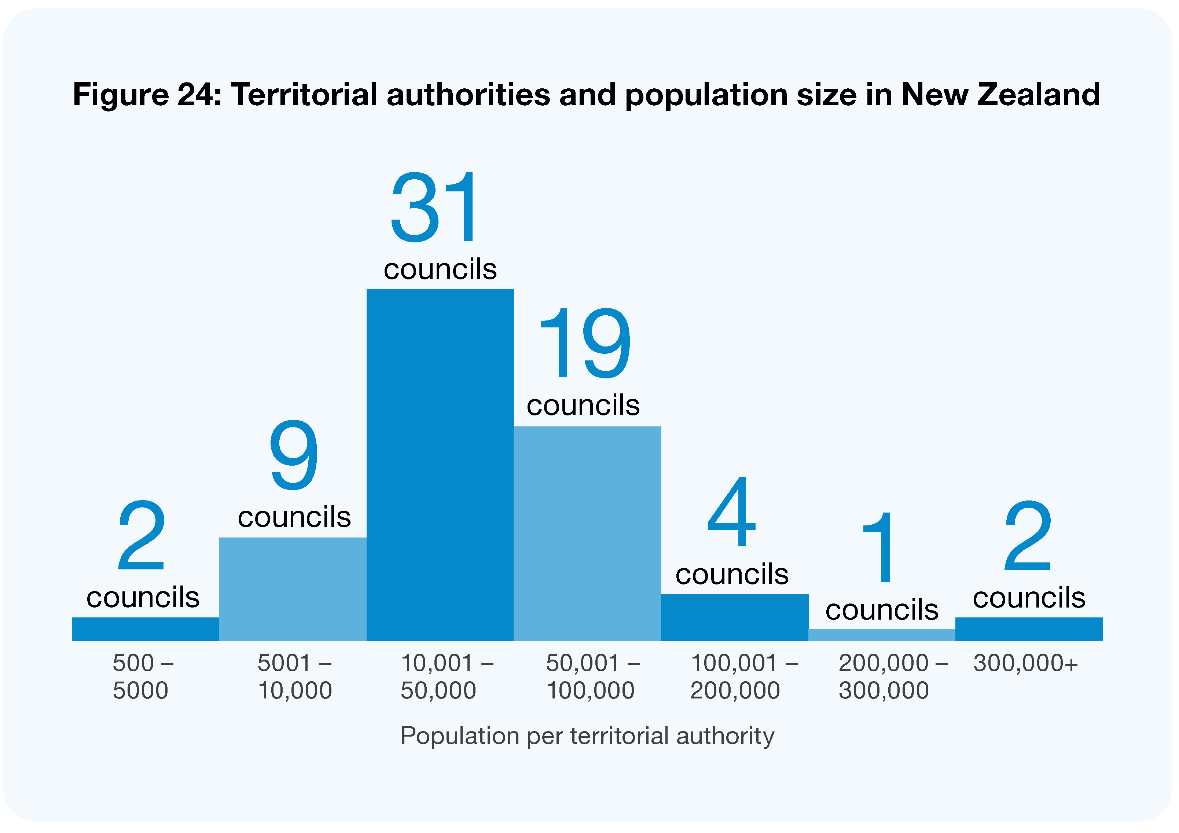 Figure 24: Territorial authorities and population size in New Zealand
31
councils
19
councils
9
councils
4
councils
2
councils
1
councils
2
councils
500 –
5000
5001 –
10,000
10,001 –
50,000
50,001 –
100,000
100,001 –
200,000
200,000 –
300,000
300,000+
Population per territorial authority